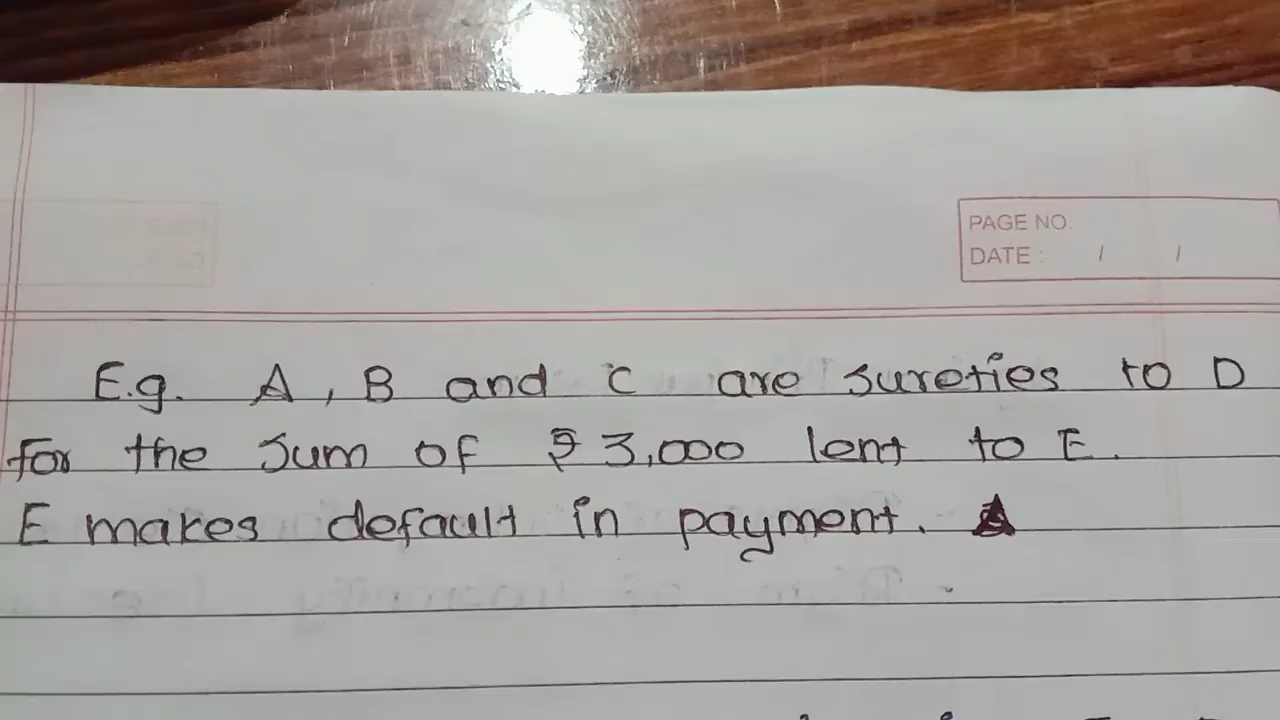 PAGE NO.
DATE : / /
E.g. A, B and C are sureties to D
for the sum of ₹ 3,000 lent to E.
E makes default in payment.